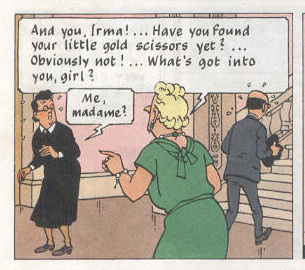 And you, Irma!... Have you found
your little gold scissors yet?...
Obviously not!... What's got into
you, girl?
Me,
madame?